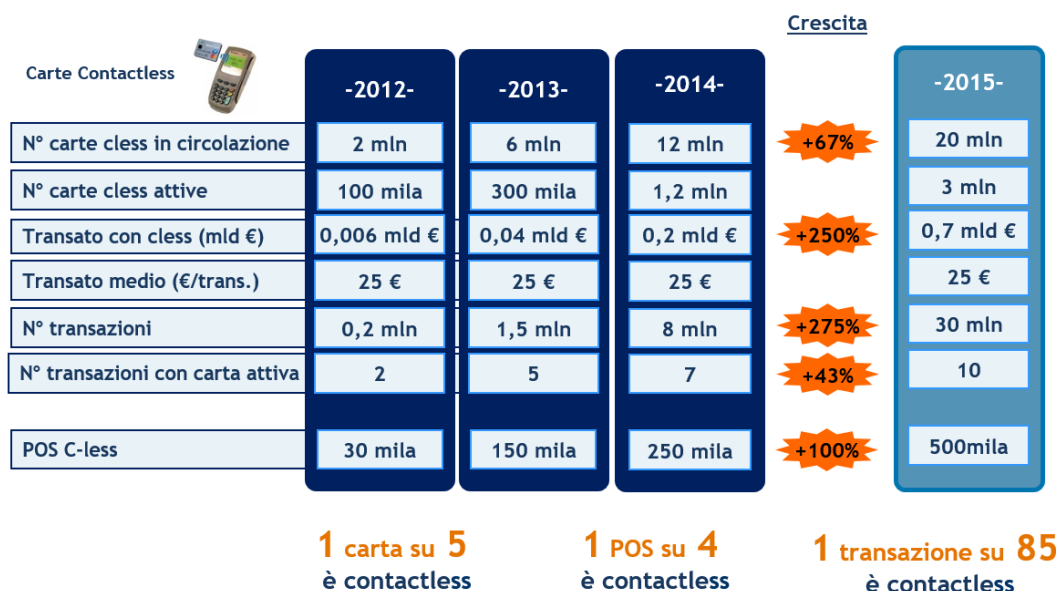 Crescita
Carte Contactless
-2012- -2013- -2014- -2015-
N° carte cless in circolazione 2 mln 6 mln 12 mln +67% 20 mln
N° carte cless attive 100 mila 300 mila 1,2 mln 3 mln
Transato con cless (mld €) 0,006 mld € 0,04 mld € 0,2 mld € +250% 0,7 mld €
Transato medio (€/trans.) 25 € 25 € 25 € 25 €
N° transazioni 0,2 mln 1,5 mln 8 mln +275% 30 mln
N° transazioni con carta attiva 2 5 7 +43% 10
POS C-less 30 mila 150 mila 250 mila +100% 500mila
1 carta su 5 1 POS su 4 1 transazione su 85
è contactless è contactless è contactless